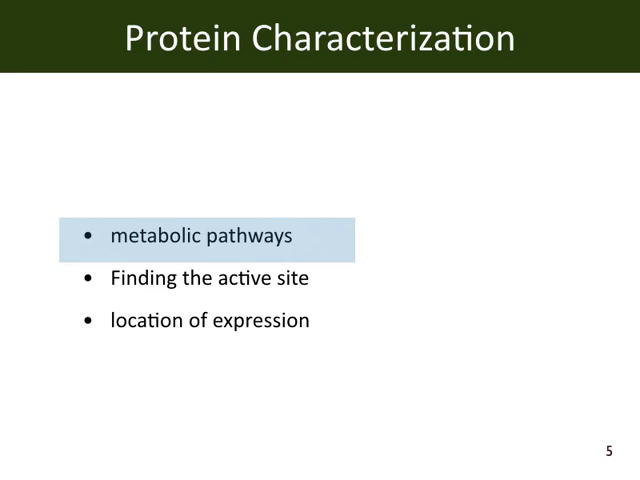 Protein Characterization
• metabolic pathways
• Finding the active site
• location of expression
5